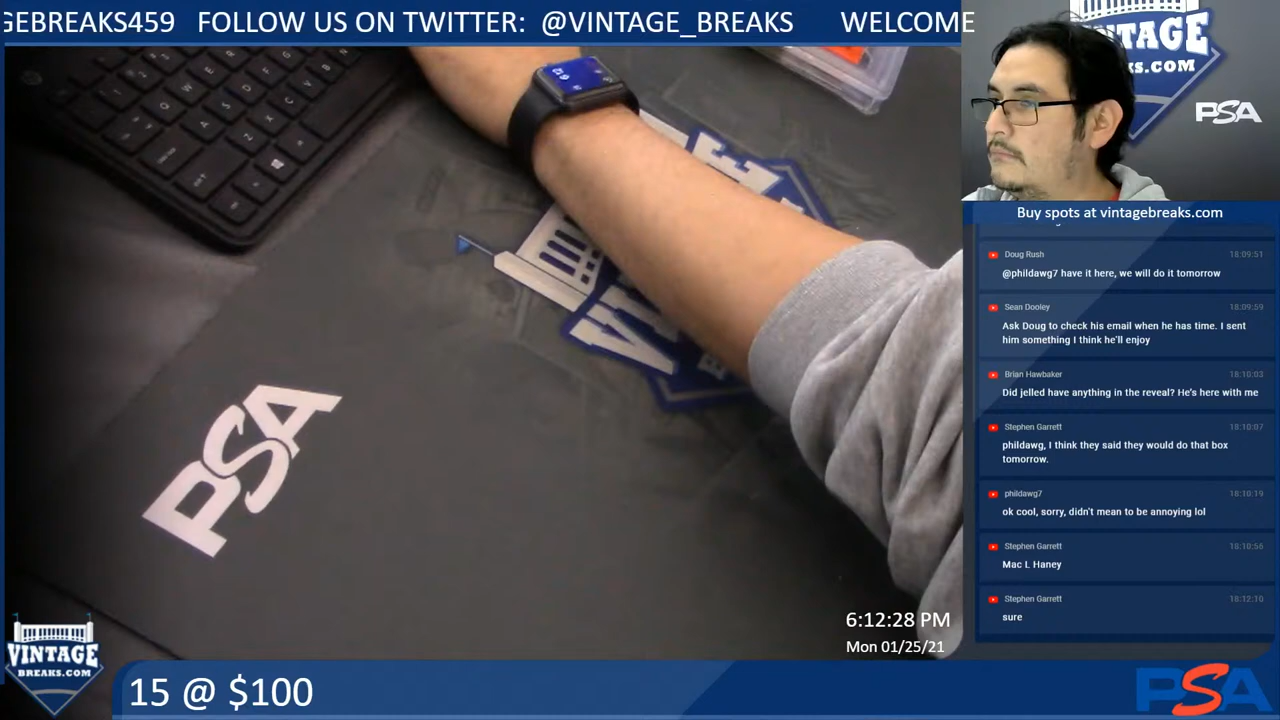 GEBREAKS459 FOLLOW US ON TWITTER: @VINTAGE_BREAKS WELCOME
NTAGE
KS.COM
PSA
Buy spots at vintagebreaks.com
Doug Rush 18:09:51
@phildawg7 have it here, we will do it tomorrow
Sean Dooley 18:09:59
Ask Doug to check his email when he has time. I sent
him something I think he'll enjoy
Brian Hawbaker 18:10:03
Did jelled have anything in the reveal? He's here with me
Stephen Garrett 18:10:07
phildawg, I think they said they would do that box
tomorrow.
phildawg7 18:10:19
ok cool, sorry, didn't mean to be annoying lol
Stephen Garrett 18:10:56
Mac L Haney
Stephen Garrett 18:12:10
sure
PSA
6:12:28 PM
Mon 01/25/21
VINTAGE
BREAKS.COM
15 @ $100
PSA